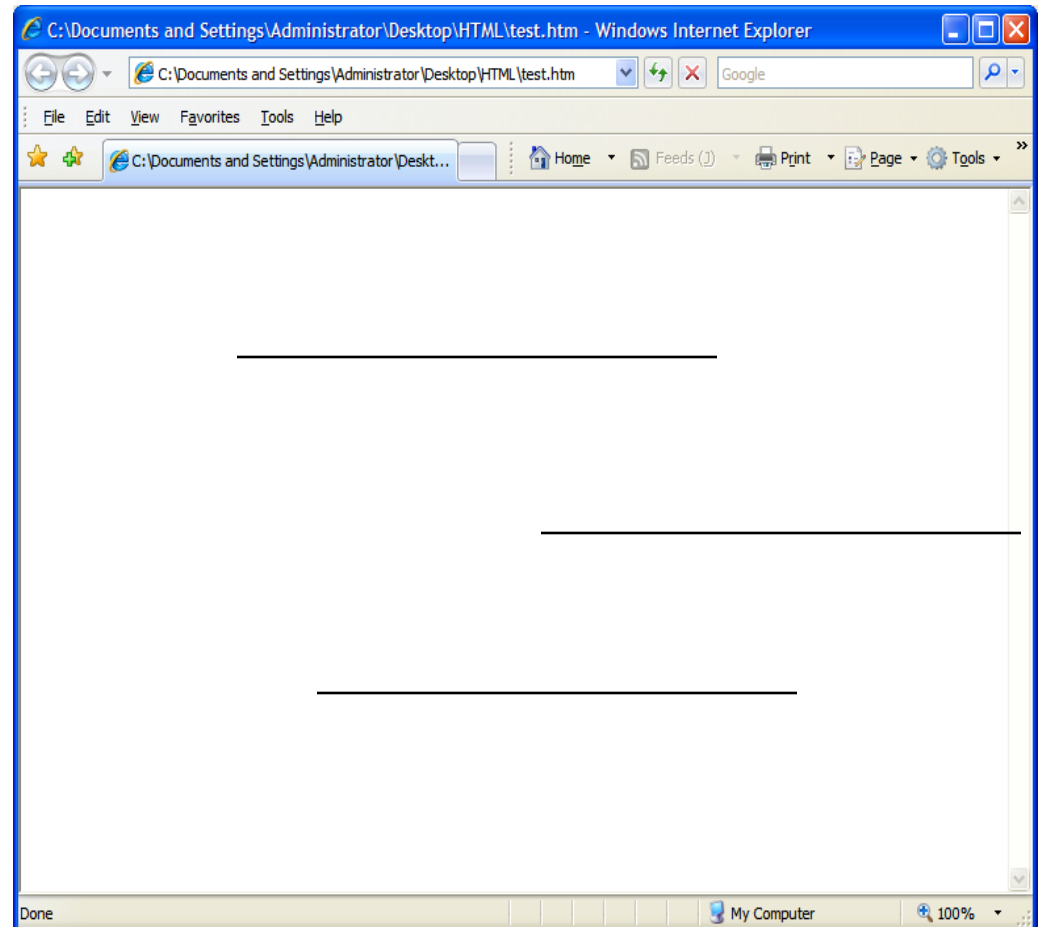 C:\Documents and Settings\Administrator\Desktop\HTML\test.htm - Windows Internet Explorer
C:\Documents and Settings\Administrator\Desktop\HTML\test.htm
Google
File Edit View Favorites Tools Help
C:\Documents and Settings\Administrator\Deskt... Home Feeds (J) Print Page Tools »
Done My Computer 100%